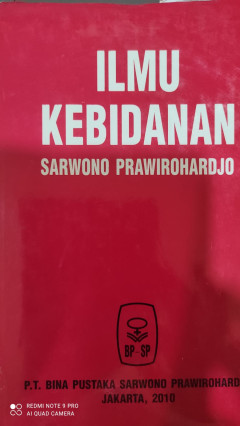 ILMU
KEBIDANAN
SARWONO PRAWIROHARDJO
BP-SP
P.T. BINA PUSTAKA SARWONO PRAWIROHARD
JAKARTA, 2010
REDMI NOTE 9 PRO
AI QUAD CAMERA